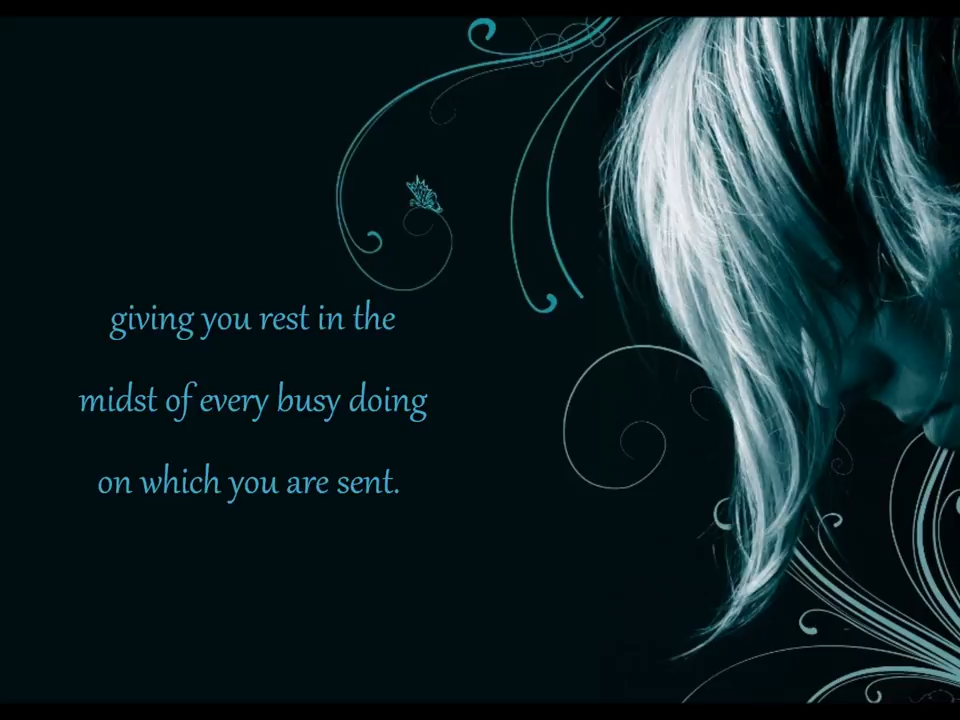 giving you rest in the
midst of every busy doing
on which you are sent.